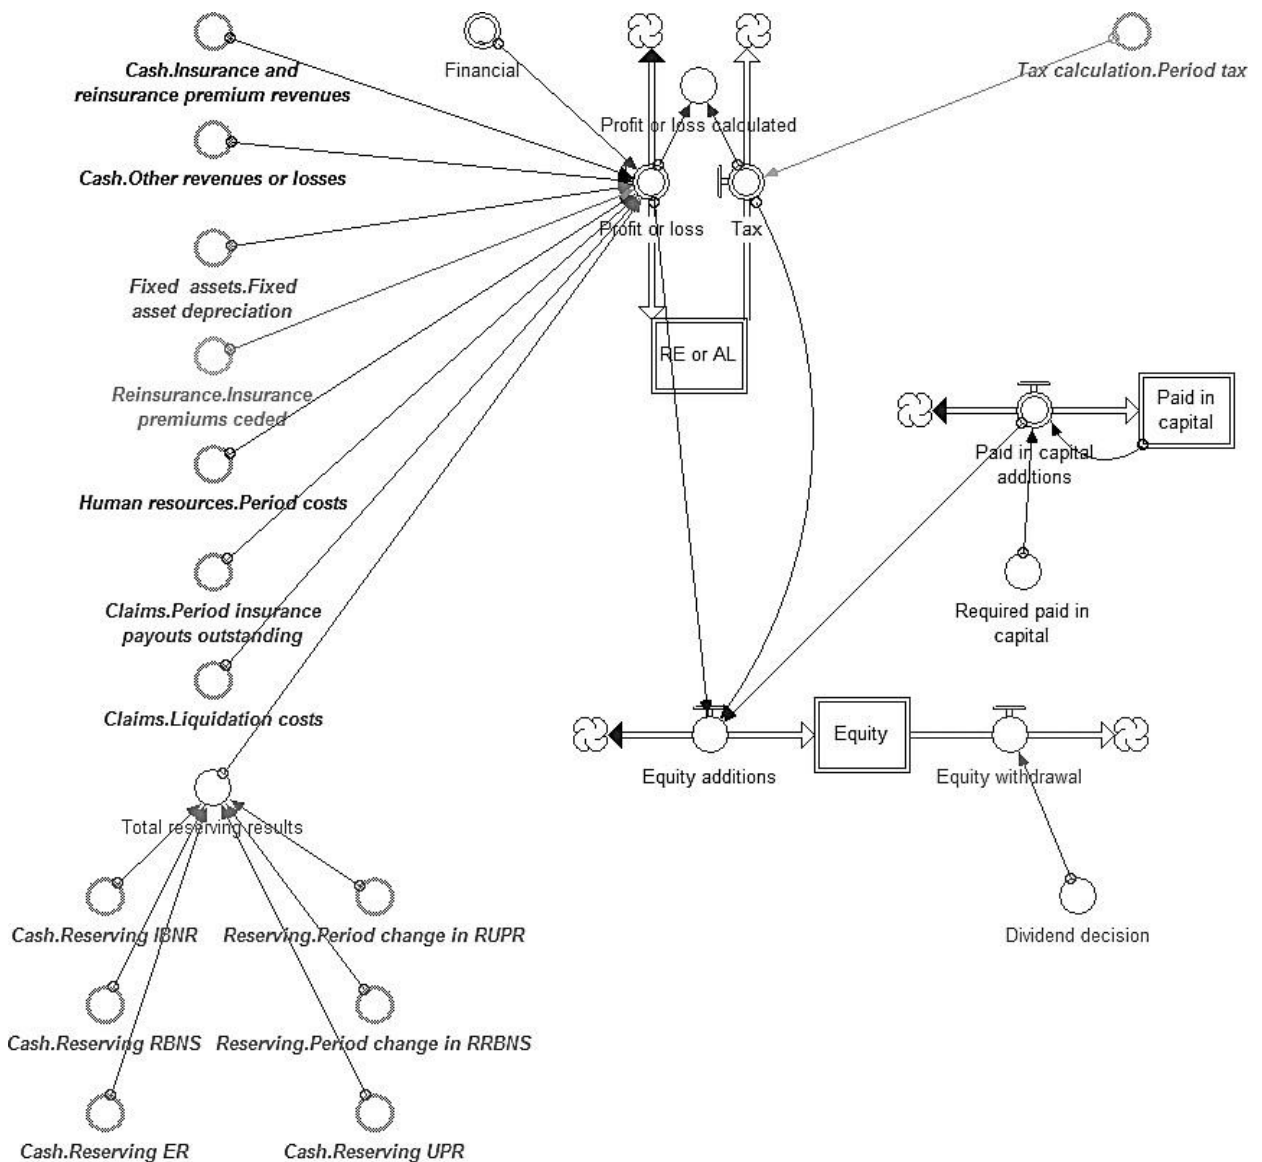 Cash.Insurance and
reinsurance premium revenues
Financial
Tax calculation.Period tax
Profit or loss calculated
Cash.Other revenues or losses
Profit or loss
Tax
Fixed assets.Fixed
asset depreciation
RE or AL
Reinsurance.Insurance
premiums ceded
Paid in
capital
Paid in capital
additions
Human resources.Period costs
Claims.Period insurance
payouts outstanding
Required paid in
capital
Claims.Liquidation costs
Equity
Equity additions
Equity withdrawal
Total reserving results
Cash.Reserving IBNR
Reserving.Period change in RUPR
Dividend decision
Cash.Reserving RBNS
Reserving.Period change in RRBNS
Cash.Reserving ER
Cash.Reserving UPR